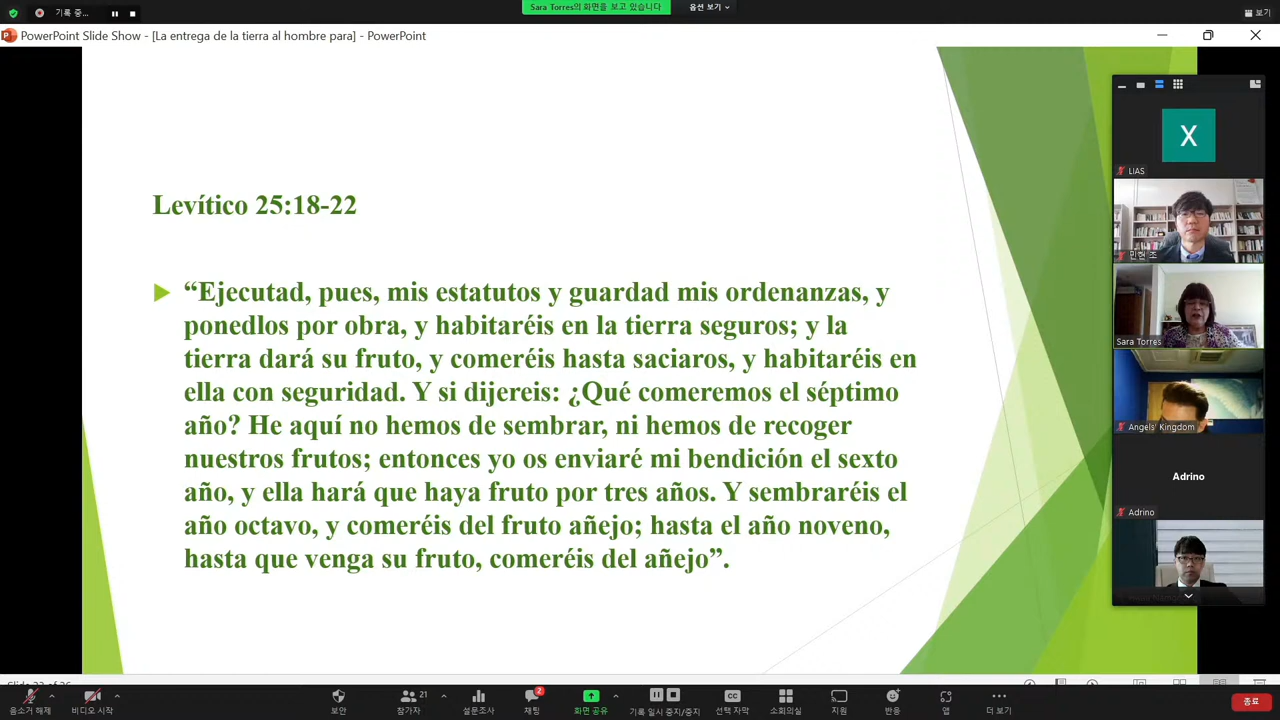 기록 중...
Sara Torres의 화면을 보고 있습니다
옵션 보기
보기
PowerPoint Slide Show - [La entrega de la tierra al hombre para] - PowerPoint
Levítico 25:18-22
“Ejecutad, pues, mis estatutos y guardad mis ordenanzas, y
ponedlos por obra, y habitaréis en la tierra seguros; y la
tierra dará su fruto, y comeréis hasta saciaros, y habitaréis en
ella con seguridad. Y si dijereis: ¿Qué comeremos el séptimo
año? He aquí no hemos de sembrar, ni hemos de recoger
nuestros frutos; entonces yo os enviaré mi bendición el sexto
año, y ella hará que haya fruto por tres años. Y sembraréis el
año octavo, y comeréis del fruto añejo; hasta el año noveno,
hasta que venga su fruto, comeréis del añejo”.
X
LIAS
민현 조
Sara Torres
Angels' Kingdom
Adrino
Adrino
음소거 해제
비디오 시작
보안
21
참가자
설문조사
2
채팅
화면 공유
기록 일시 중지/중지
CC
선택 자막
소회의실
지원
반응
앱
더 보기
종료